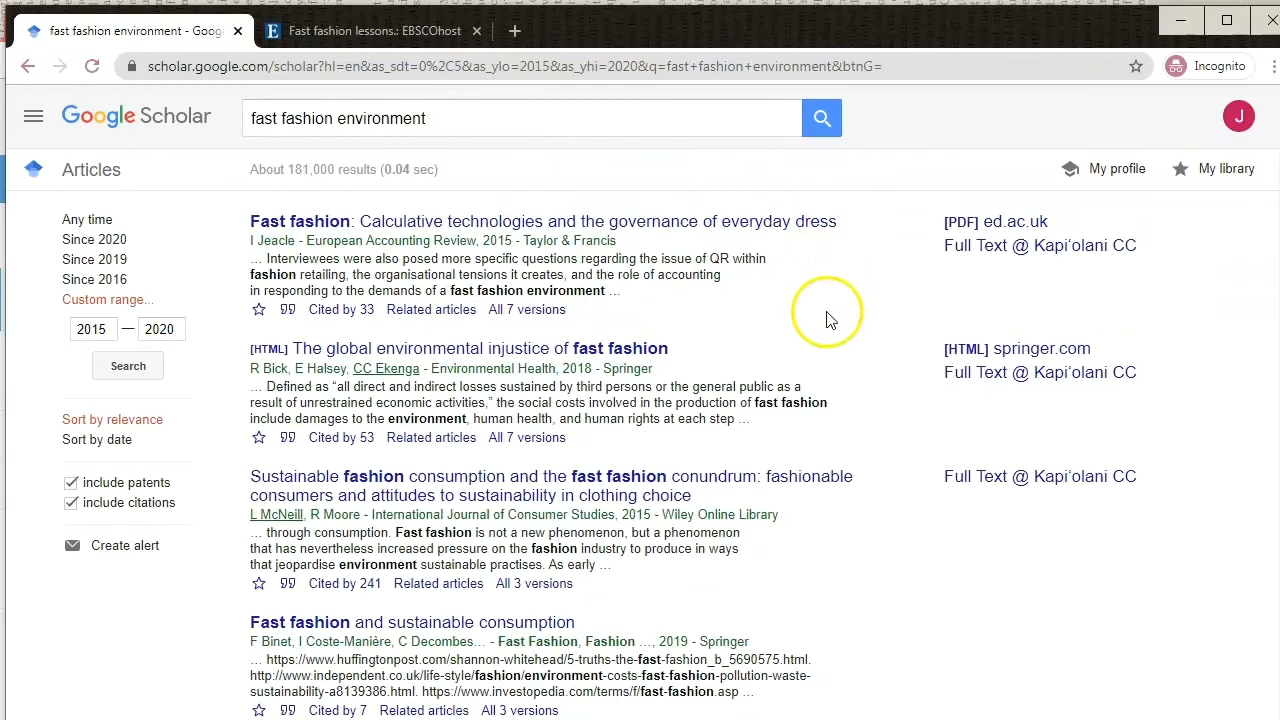 fast fashion environment - Goog
Fast fashion lessons.: EBSCOhost
scholar.google.com/scholar?hl=en&as_sdt=0%2C5&as_ylo=2015&as_yhi=2020&q=fast+fashion+environment&btnG=
Incognito
Google Scholar
fast fashion environment
J
Articles
About 181,000 results (0.04 sec)
My profile
My library
Any time
Since 2020
Since 2019
Since 2016
Custom range...
2015 — 2020
Search
Sort by relevance
Sort by date
include patents
include citations
Create alert
Fast fashion: Calculative technologies and the governance of everyday dress
I Jeacle - European Accounting Review, 2015 - Taylor & Francis
... Interviewees were also posed more specific questions regarding the issue of QR within
fashion retailing, the organisational tensions it creates, and the role of accounting
in responding to the demands of a fast fashion environment ...
Cited by 33 Related articles All 7 versions
[PDF] ed.ac.uk
Full Text @ Kapiʻolani CC
[HTML] The global environmental injustice of fast fashion
R Bick, E Halsey, CC Ekenga - Environmental Health, 2018 - Springer
... Defined as “all direct and indirect losses sustained by third persons or the general public as a
result of unrestrained economic activities,” the social costs involved in the production of fast fashion
include damages to the environment, human health, and human rights at each step ...
Cited by 53 Related articles All 7 versions
[HTML] springer.com
Full Text @ Kapiʻolani CC
Sustainable fashion consumption and the fast fashion conundrum: fashionable
consumers and attitudes to sustainability in clothing choice
L McNeill, R Moore - International Journal of Consumer Studies, 2015 - Wiley Online Library
... through consumption. Fast fashion is not a new phenomenon, but a phenomenon
that has nevertheless increased pressure on the fashion industry to produce in ways
that jeopardise environment sustainable practises. As early ...
Cited by 241 Related articles All 3 versions
Full Text @ Kapiʻolani CC
Fast fashion and sustainable consumption
F Binet, I Coste-Manière, C Decombes... - Fast Fashion, Fashion ..., 2019 - Springer
... https://www.huffingtonpost.com/shannon-whitehead/5-truths-the-fast-fashion_b_5690575.html.
http://www.independent.co.uk/life-style/fashion/environment-costs-fast-fashion-pollution-waste-
sustainability-a8139386.html. https://www.investopedia.com/terms/f/fast-fashion.asp ...
Cited by 7 Related articles All 3 versions